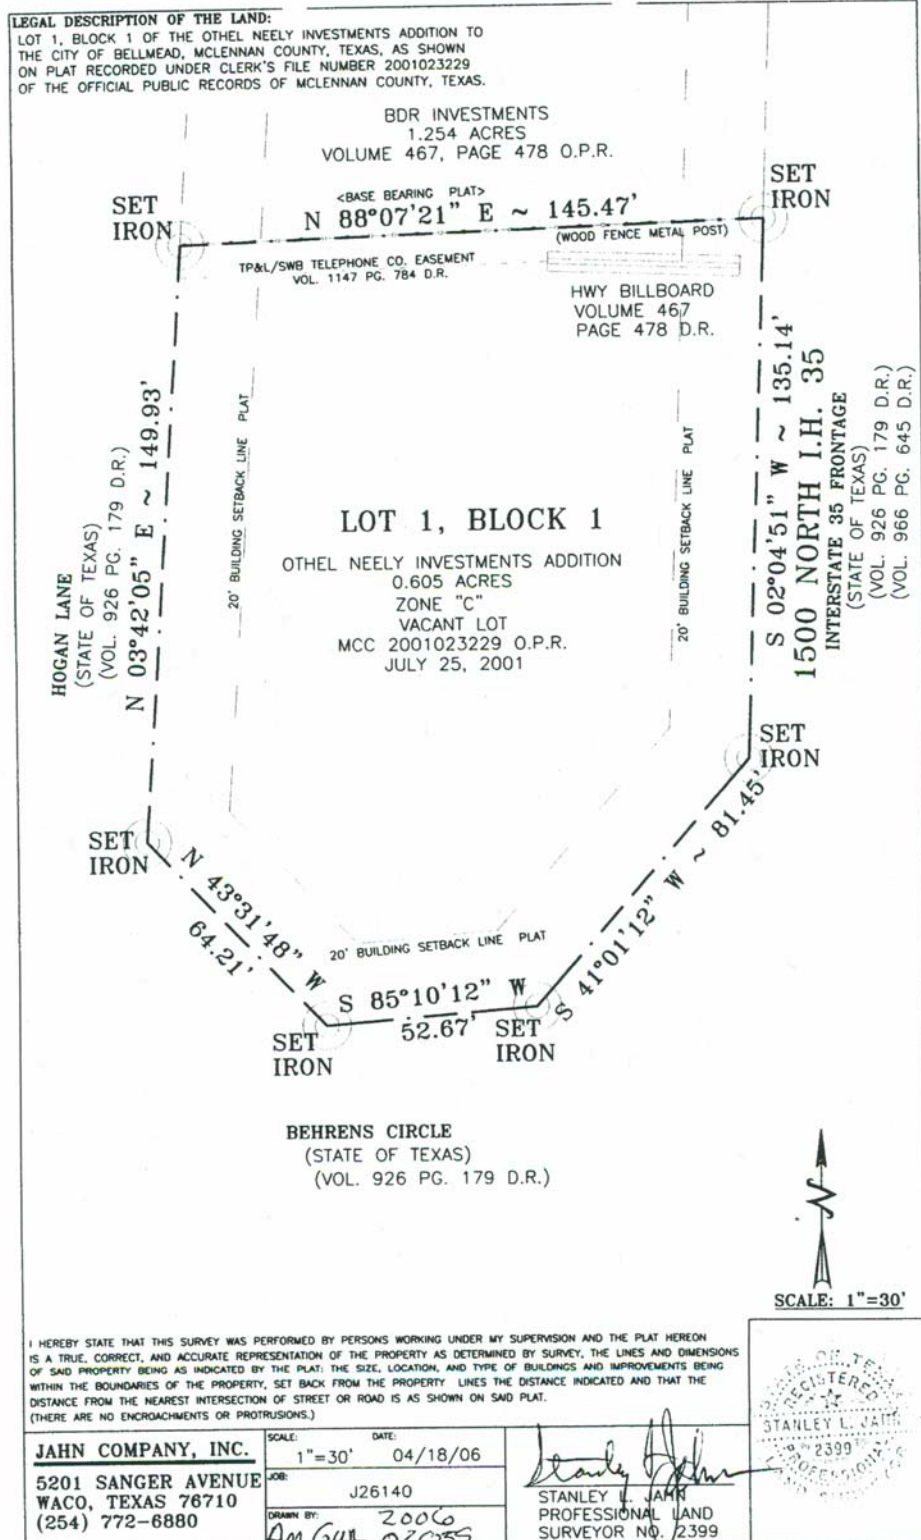 LEGAL DESCRIPTION OF THE LAND:
LOT 1, BLOCK 1 OF THE OTHEL NEELY INVESTMENTS ADDITION TO
THE CITY OF BELLMEAD, MCLENNAN COUNTY, TEXAS, AS SHOWN
ON PLAT RECORDED UNDER CLERK'S FILE NUMBER 2001023229
OF THE OFFICIAL PUBLIC RECORDS OF MCLENNAN COUNTY, TEXAS.
BDR INVESTMENTS
1.254 ACRES
VOLUME 467, PAGE 478 O.P.R.
SET
IRON
<BASE BEARING PLAT>
N 88°07'21" E ~ 145.47'
(WOOD FENCE METAL POST)
SET
IRON
TP&L/SWB TELEPHONE CO. EASEMENT
VOL. 1147 PG. 784 D.R.
HWY BILLBOARD
VOLUME 467
PAGE 478 D.R.
HOGAN LANE
(STATE OF TEXAS)
(VOL. 926 PG. 179 D.R.)
N 03°42'05" E ~ 149.93'
20' BUILDING SETBACK LINE PLAT
LOT 1, BLOCK 1
OTHEL NEELY INVESTMENTS ADDITION
0.605 ACRES
ZONE "C"
VACANT LOT
MCC 2001023229 O.P.R.
JULY 25, 2001
20' BUILDING SETBACK LINE PLAT
S 02°04'51" W ~ 135.14'
1500 NORTH I.H. 35
INTERSTATE 35 FRONTAGE
(STATE OF TEXAS)
(VOL. 926 PG. 179 D.R.)
(VOL. 966 PG. 645 D.R.)
SET
IRON
SET
IRON
N 43°31'48" W
64.21'
20' BUILDING SETBACK LINE PLAT
S 85°10'12" W
52.67'
S 41°01'12" W ~ 81.45'
SET
IRON
SET
IRON
BEHRENS CIRCLE
(STATE OF TEXAS)
(VOL. 926 PG. 179 D.R.)
N
SCALE: 1"=30'
I HEREBY STATE THAT THIS SURVEY WAS PERFORMED BY PERSONS WORKING UNDER MY SUPERVISION AND THE PLAT HEREON
IS A TRUE, CORRECT, AND ACCURATE REPRESENTATION OF THE PROPERTY AS DETERMINED BY SURVEY, THE LINES AND DIMENSIONS
OF SAID PROPERTY BEING AS INDICATED BY THE PLAT: THE SIZE, LOCATION, AND TYPE OF BUILDINGS AND IMPROVEMENTS BEING
WITHIN THE BOUNDARIES OF THE PROPERTY, SET BACK FROM THE PROPERTY LINES THE DISTANCE INDICATED AND THAT THE
DISTANCE FROM THE NEAREST INTERSECTION OF STREET OR ROAD IS AS SHOWN ON SAID PLAT.
(THERE ARE NO ENCROACHMENTS OR PROTRUSIONS.)
JAHN COMPANY, INC.
5201 SANGER AVENUE
WACO, TEXAS 76710
(254) 772-6880
SCALE: DATE:
1"=30' 04/18/06
JOB:
J26140
DRAWN BY:
2006
Stanley L. Jahn
STANLEY L. JAHN
PROFESSIONAL LAND
SURVEYOR NO. 2399
STATE OF TEXAS
REGISTERED
STANLEY L. JAHN
2399
PROFESSIONAL